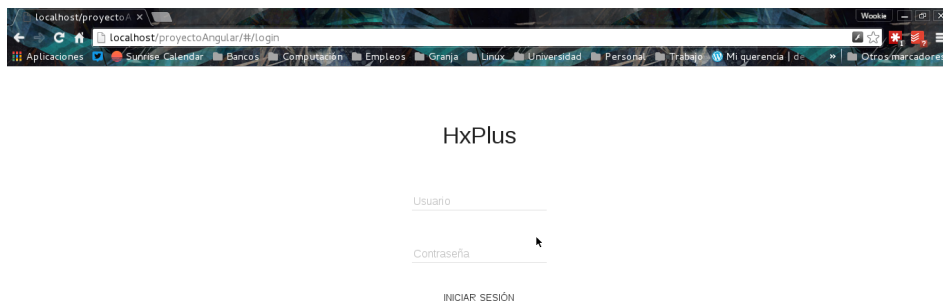 localhost/proyectoA
Wookie
localhost/proyectoAngular/#/login
Aplicaciones Sunrise Calendar Bancos Computación Empleos Granja Linux Universidad Personal Trabajo Mi querencia | de » Otros marcadores
HxPlus
Usuario
Contraseña
INICIAR SESIÓN